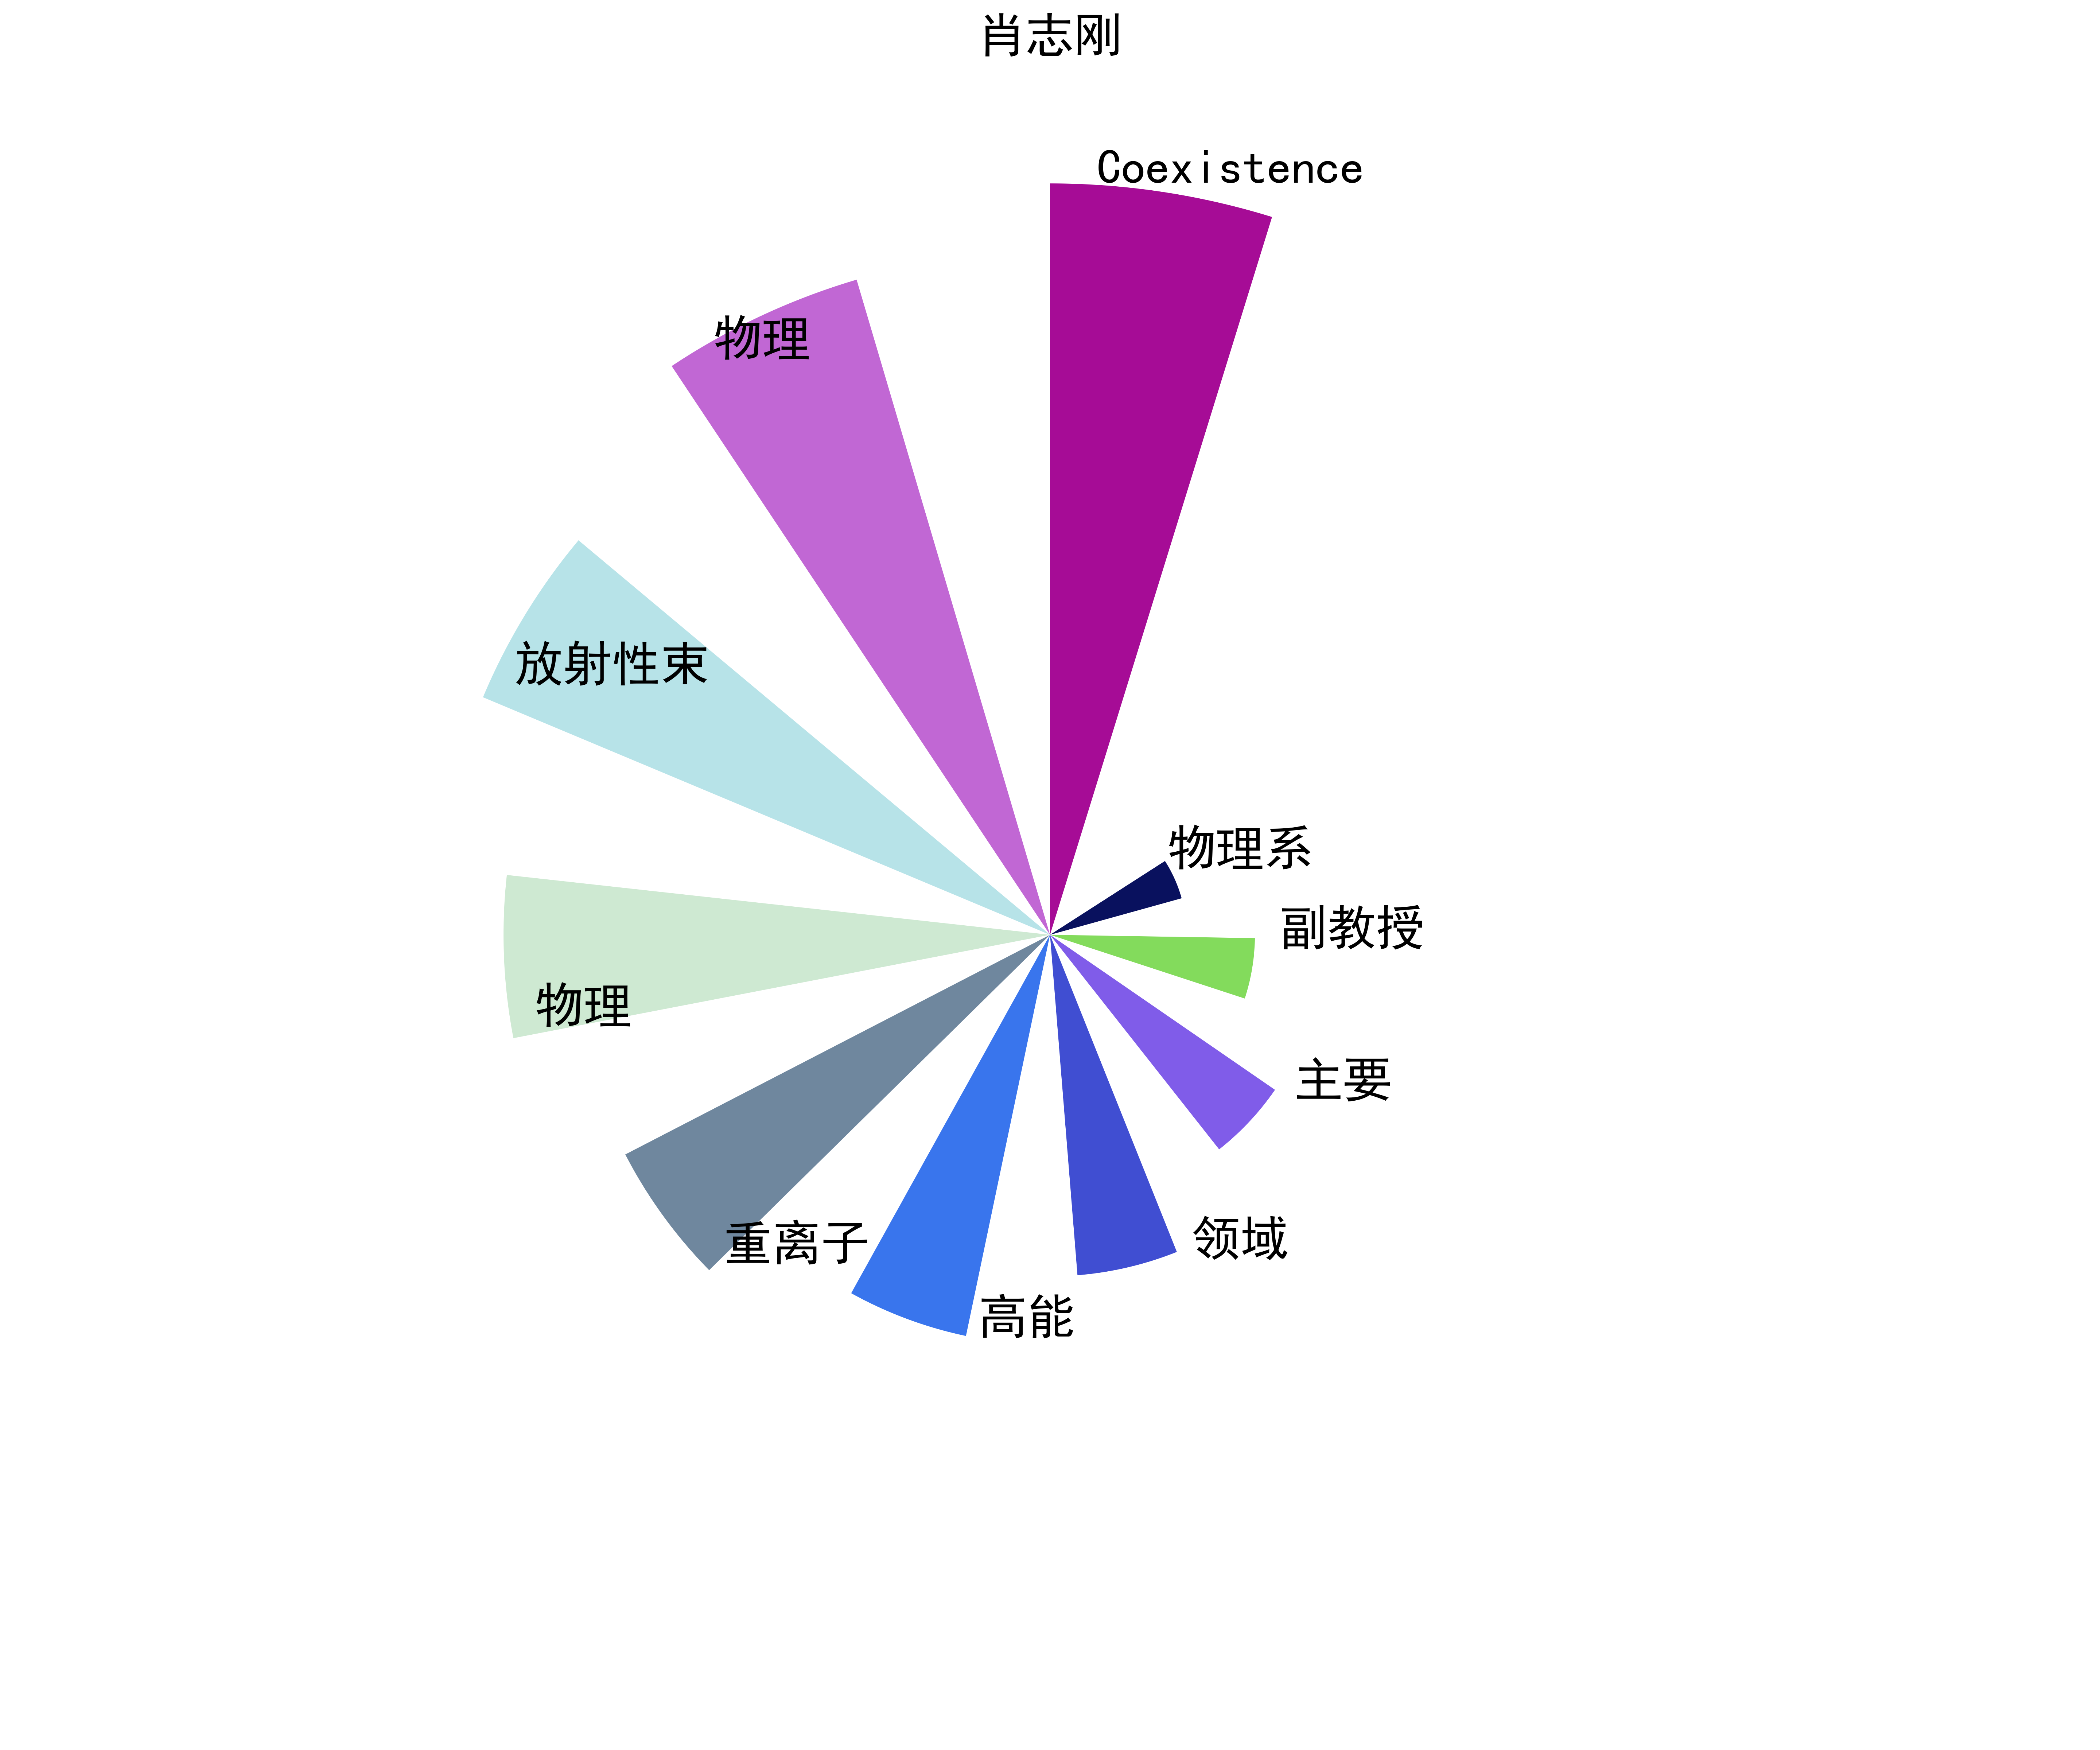 肖志刚
Coexistence
物理
放射性束
物理系
副教授
物理
主要
领域
重离子
高能